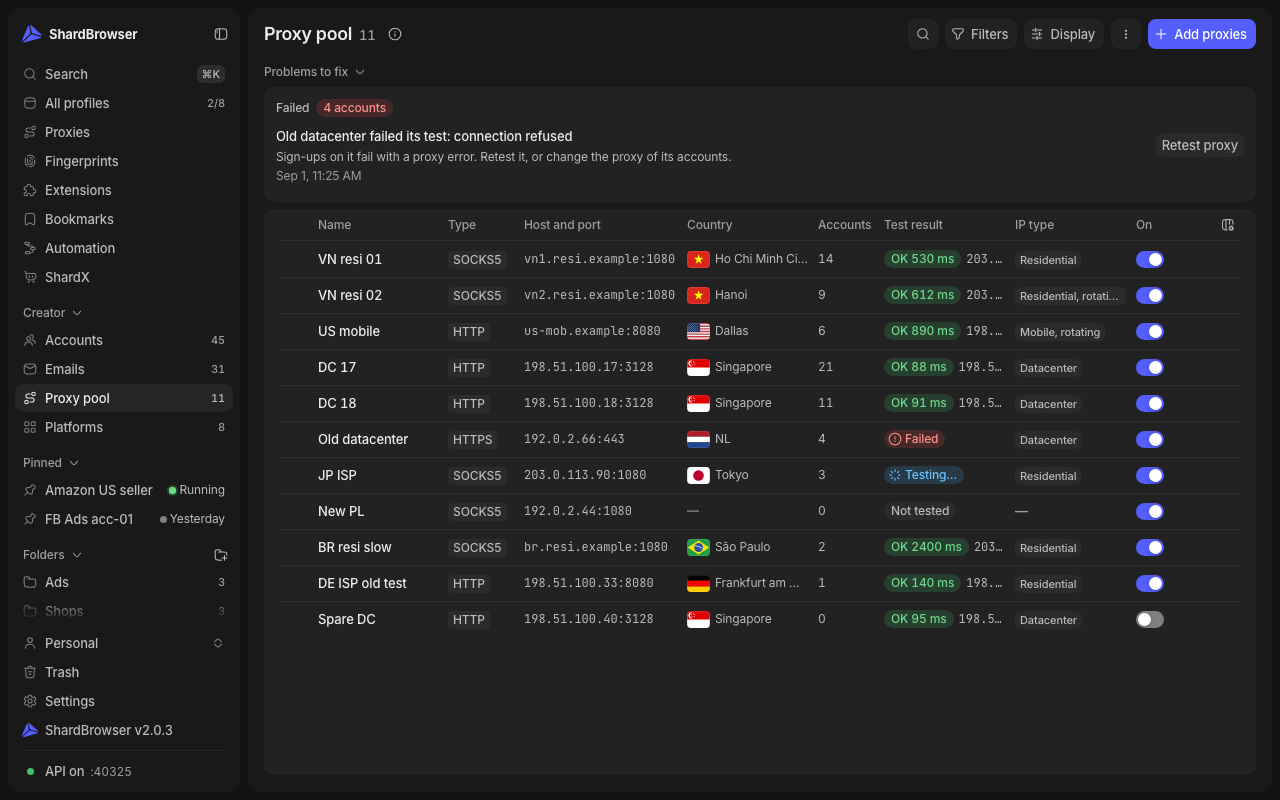 ShardBrowser
Search ⌘K
All profiles 2/8
Proxies
Fingerprints
Extensions
Bookmarks
Automation
ShardX
Creator
Accounts 45
Emails 31
Proxy pool 11
Platforms 8
Pinned
Amazon US seller Running
FB Ads acc-01 Yesterday
Folders
Ads 3
Shops 3
Personal
Trash
Settings
ShardBrowser v2.0.3
API on :40325
Proxy pool 11
Filters
Display
Add proxies
Problems to fix
Failed 4 accounts
Old datacenter failed its test: connection refused
Sign-ups on it fail with a proxy error. Retest it, or change the proxy of its accounts.
Sep 1, 11:25 AM
Retest proxy
Name Type Host and port Country Accounts Test result IP type On
VN resi 01 SOCKS5 vn1.resi.example:1080 Ho Chi Minh Ci... 14 OK 530 ms 203.… Residential
VN resi 02 SOCKS5 vn2.resi.example:1080 Hanoi 9 OK 612 ms 203.… Residential, rotati...
US mobile HTTP us-mob.example:8080 Dallas 6 OK 890 ms 198.… Mobile, rotating
DC 17 HTTP 198.51.100.17:3128 Singapore 21 OK 88 ms 198.5… Datacenter
DC 18 HTTP 198.51.100.18:3128 Singapore 11 OK 91 ms 198.5… Datacenter
Old datacenter HTTPS 192.0.2.66:443 NL 4 Failed Datacenter
JP ISP SOCKS5 203.0.113.90:1080 Tokyo 3 Testing... Residential
New PL SOCKS5 192.0.2.44:1080 — 0 Not tested —
BR resi slow SOCKS5 br.resi.example:1080 São Paulo 2 OK 2400 ms 203… Residential
DE ISP old test HTTP 198.51.100.33:8080 Frankfurt am ... 1 OK 140 ms 198.… Residential
Spare DC HTTP 198.51.100.40:3128 Singapore 0 OK 95 ms 198.5… Datacenter